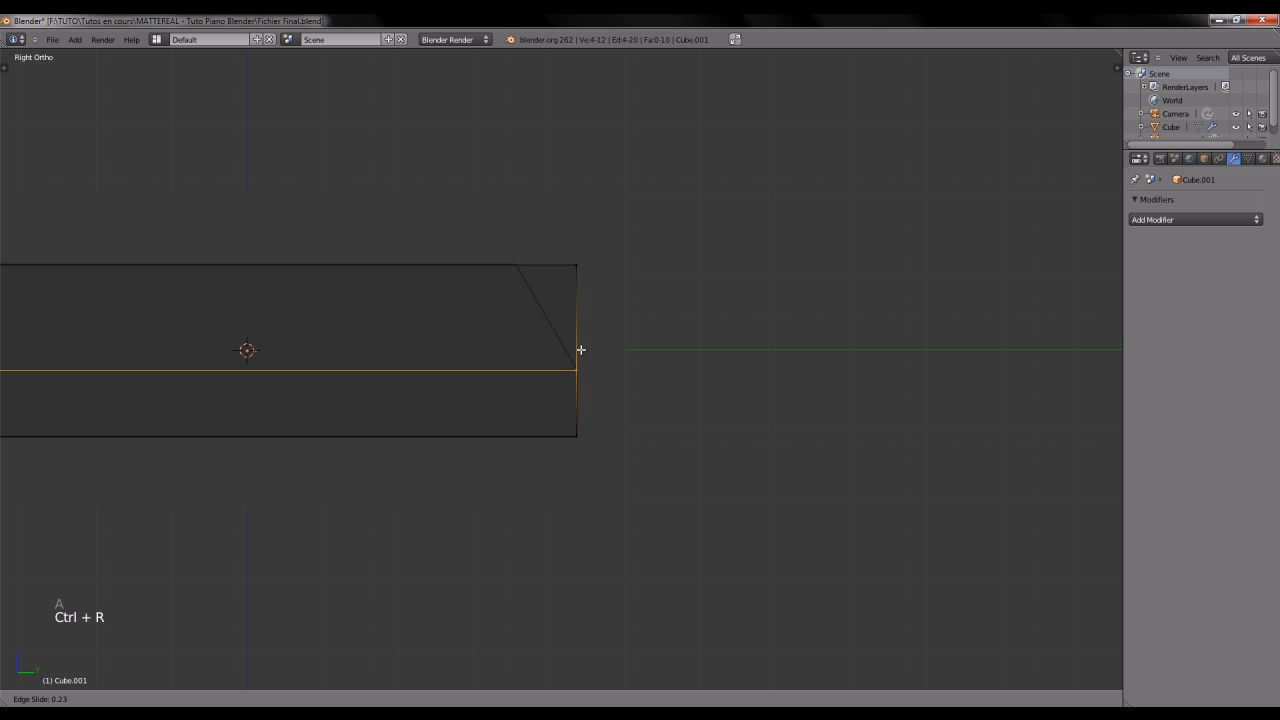 Blender* [F:\TUTO\Tutos en cours\MATTEREAL - Tuto Piano Blender\Fichier Final.blend]
File Add Render Help Default Scene Blender Render blender.org 262 | Ve:4-12 | Ed:4-20 | Fa:0-10 | Cube.001
Right Ortho
View Search All Scenes
Scene
RenderLayers
World
Camera
Cube
Cube.001
Modifiers
Add Modifier
A
Ctrl + R
(1) Cube.001
Edge Slide: 0.23